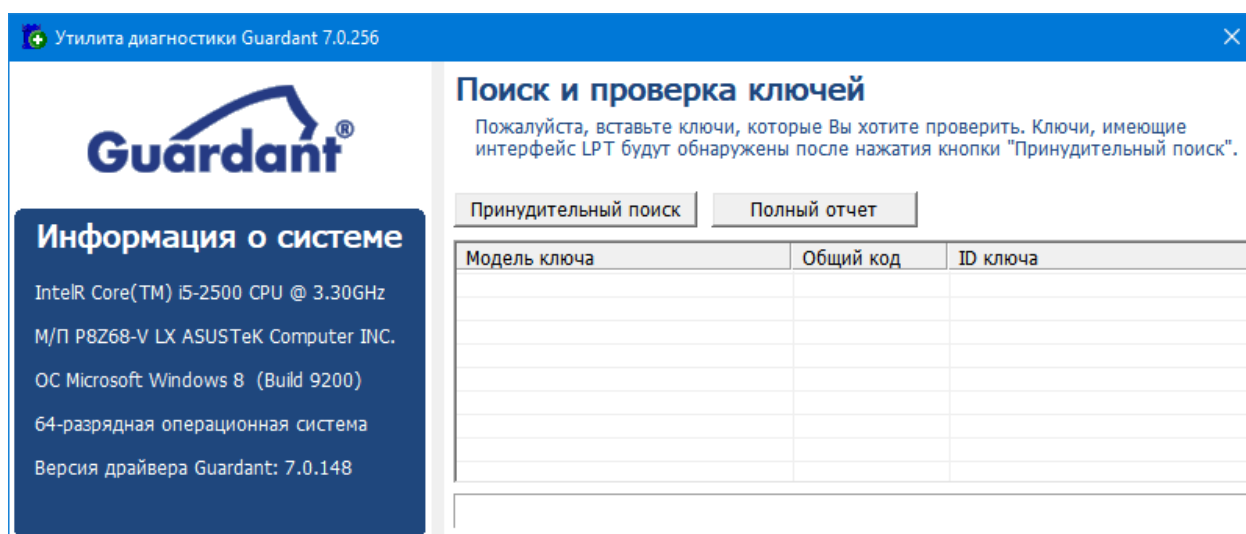 Утилита диагностики Guardant 7.0.256
Guardant®
Информация о системе
IntelR Core(TM) i5-2500 CPU @ 3.30GHz
М/П P8Z68-V LX ASUSTeK Computer INC.
ОС Microsoft Windows 8 (Build 9200)
64-разрядная операционная система
Версия драйвера Guardant: 7.0.148
Поиск и проверка ключей
Пожалуйста, вставьте ключи, которые Вы хотите проверить. Ключи, имеющие
интерфейс LPT будут обнаружены после нажатия кнопки "Принудительный поиск".
Принудительный поиск Полный отчет
Модель ключа Общий код ID ключа